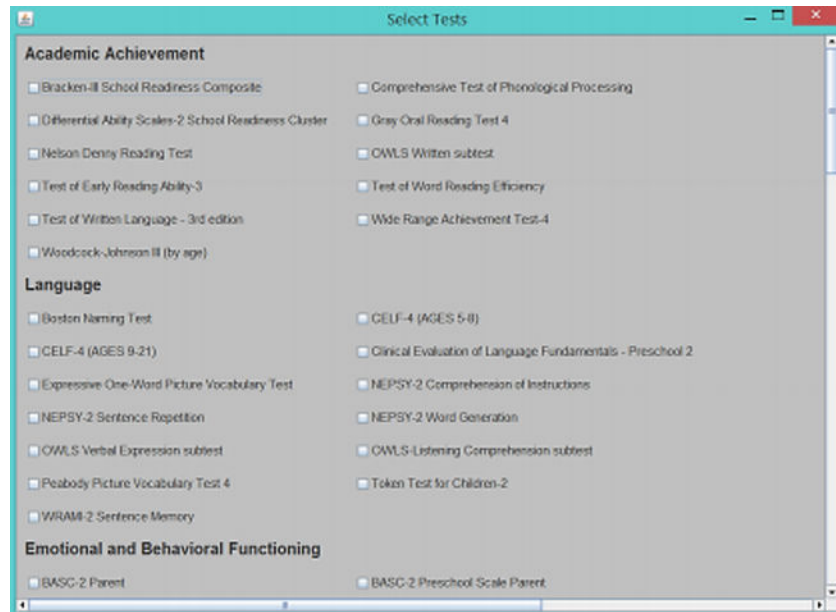 Select Tests
Academic Achievement
Bracken-III School Readiness Composite Comprehensive Test of Phonological Processing
Differential Ability Scales-2 School Readiness Cluster Gray Oral Reading Test 4
Nelson Denny Reading Test OWLS Written subtest
Test of Early Reading Ability-3 Test of Word Reading Efficiency
Test of Written Language - 3rd edition Wide Range Achievement Test-4
Woodcock-Johnson III (by age)
Language
Boston Naming Test CELF-4 (AGES 5-8)
CELF-4 (AGES 9-21) Clinical Evaluation of Language Fundamentals - Preschool 2
Expressive One-Word Picture Vocabulary Test NEPSY-2 Comprehension of Instructions
NEPSY-2 Sentence Repetition NEPSY-2 Word Generation
OWLS Verbal Expression subtest OWLS-Listening Comprehension subtest
Peabody Picture Vocabulary Test 4 Token Test for Children-2
WRAML-2 Sentence Memory
Emotional and Behavioral Functioning
BASC-2 Parent BASC-2 Preschool Scale Parent